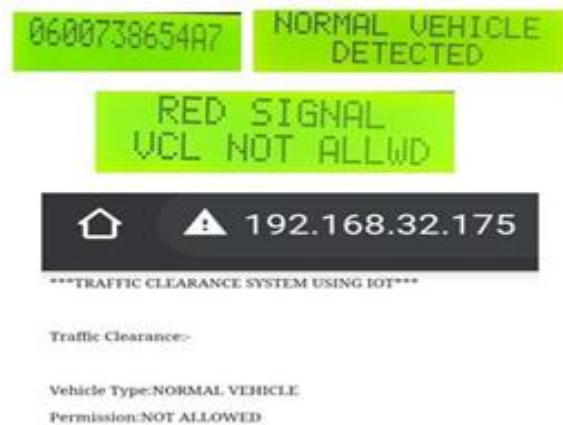 0600738654A7
NORMAL VEHICLE
DETECTED
RED SIGNAL
VCL NOT ALLWD
192.168.32.175
***TRAFFIC CLEARANCE SYSTEM USING IOT***
Traffic Clearance:-
Vehicle Type:NORMAL VEHICLE
Permission:NOT ALLOWED